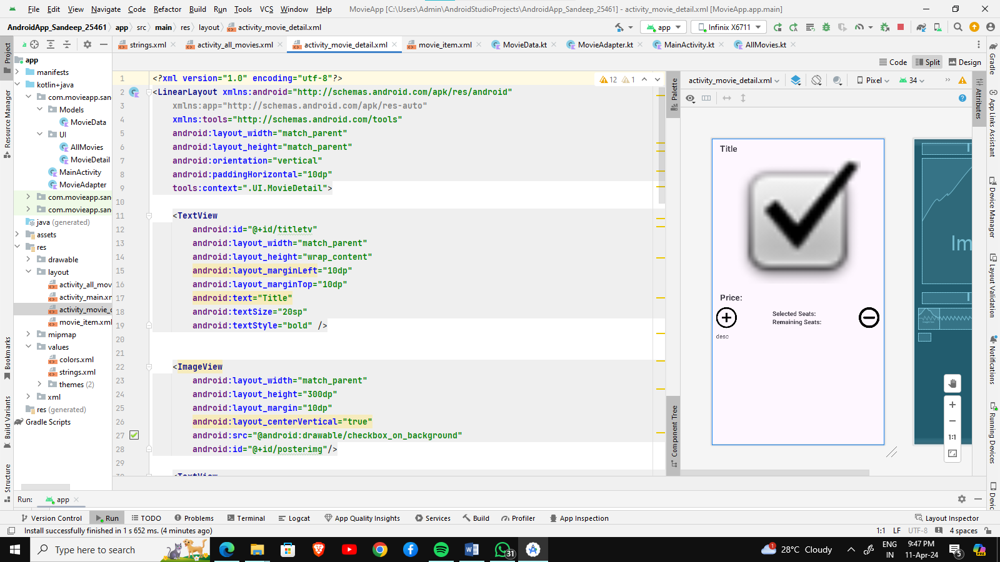 File Edit View Navigate Code Refactor Build Run Tools VCS Window Help MovieApp [C:\Users\Admin\AndroidStudioProjects\AndroidApp_Sandeep_25461] - activity_movie_detail.xml [MovieApp.app.main]
AndroidApp_Sandeep_25461 app src main res layout activity_movie_detail.xml app Infinix X6711
strings.xml activity_all_movies.xml activity_movie_detail.xml movie_item.xml MovieData.kt MovieAdapter.kt MainActivity.kt AllMovies.kt
Code Split Design
Project
Resource Manager
Bookmarks
Build Variants
Structure
app
manifests
kotlin+java
com.movieapp.san
Models
MovieData
UI
AllMovies
MovieDetail
MainActivity
MovieAdapter
com.movieapp.san
com.movieapp.san
java (generated)
assets
res
drawable
layout
activity_all_mov
activity_main.xm
activity_movie_d
movie_item.xml
mipmap
values
colors.xml
strings.xml
themes (2)
xml
res (generated)
Gradle Scripts
1 <?xml version="1.0" encoding="utf-8"?>
2 <LinearLayout xmlns:android="http://schemas.android.com/apk/res/android"
3 xmlns:app="http://schemas.android.com/apk/res-auto"
4 xmlns:tools="http://schemas.android.com/tools"
5 android:layout_width="match_parent"
6 android:layout_height="match_parent"
7 android:orientation="vertical"
8 android:paddingHorizontal="10dp"
9 tools:context=".UI.MovieDetail">
10
11 <TextView
12 android:id="@+id/titletv"
13 android:layout_width="match_parent"
14 android:layout_height="wrap_content"
15 android:layout_marginLeft="10dp"
16 android:layout_marginTop="10dp"
17 android:text="Title"
18 android:textSize="20sp"
19 android:textStyle="bold" />
20
21
22 <ImageView
23 android:layout_width="match_parent"
24 android:layout_height="300dp"
25 android:layout_margin="10dp"
26 android:layout_centerVertical="true"
27 android:src="@android:drawable/checkbox_on_background"
28 android:id="@+id/posterimg"/>
29
<TextView
12 1
Palette
Component Tree
activity_movie_detail.xml Pixel 34
Title
Price:
Selected Seats:
Remaining Seats:
desc
Im
1:1
Attributes
Gradle
App Links Assistant
Device Manager
Layout Validation
Notifications
Running Devices
Run: app
Version Control Run TODO Problems Terminal Logcat App Quality Insights Services Build Profiler App Inspection Layout Inspector
Install successfully finished in 1 s 652 ms. (4 minutes ago) 1:1 LF UTF-8 4 spaces
Type here to search 31 1 28°C Cloudy ENG IN 9:47 PM 11-Apr-24 5 PRE